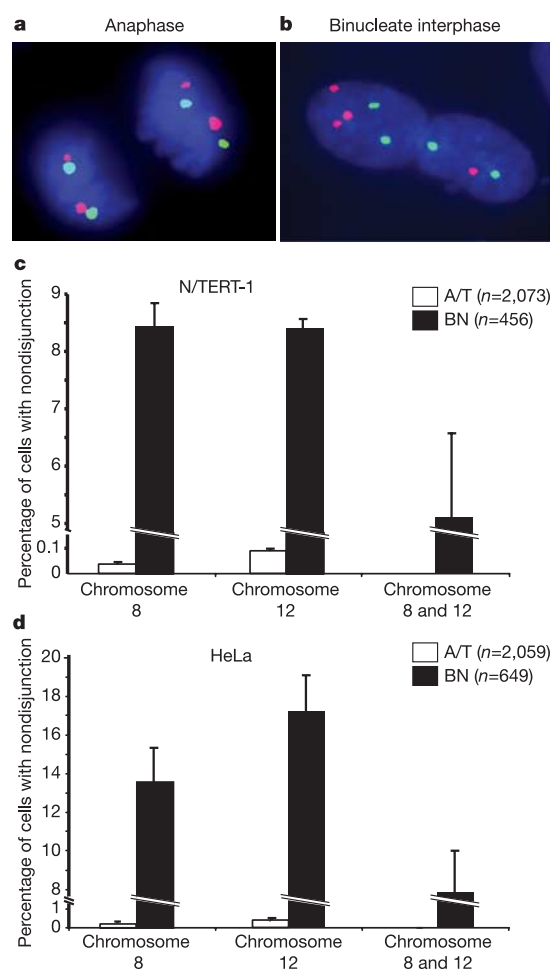 a Anaphase
b Binucleate interphase
c
N/TERT-1
A/T (n=2,073)
BN (n=456)
Percentage of cells with nondisjunction
9
8
7
6
5
0.1
0
Chromosome 8
Chromosome 12
Chromosome 8 and 12
d
HeLa
A/T (n=2,059)
BN (n=649)
Percentage of cells with nondisjunction
20
18
16
14
12
10
8
1
0
Chromosome 8
Chromosome 12
Chromosome 8 and 12